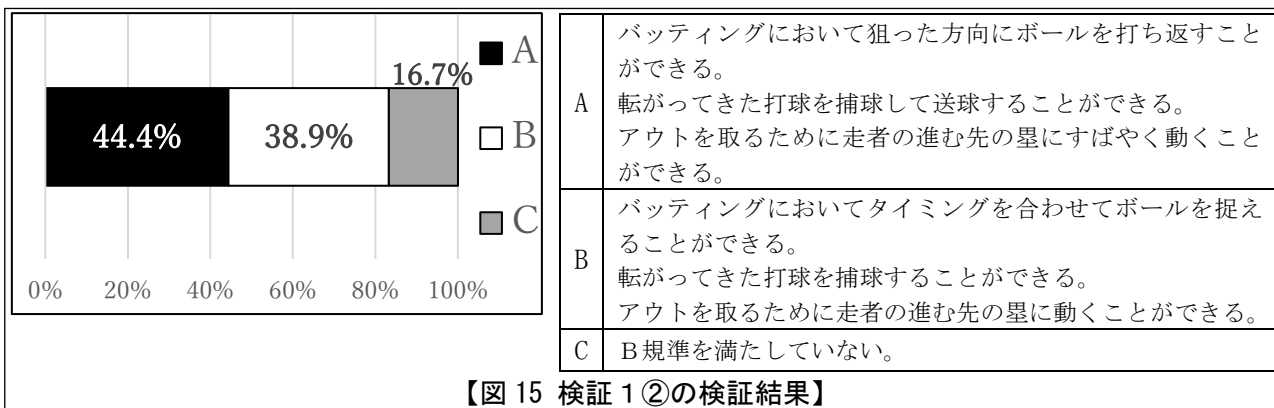 A
16.7%
44.4%
38.9%
B
C
0%
20%
40%
60%
80%
100%
A
バッティングにおいて狙った方向にボールを打ち返すこと
ができる。
転がってきた打球を捕球して送球することができる。
アウトを取るために走者の進む先の塁にすばやく動くこと
ができる。
B
バッティングにおいてタイミングを合わせてボールを捉え
ることができる。
転がってきた打球を捕球することができる。
アウトを取るために走者の進む先の塁に動くことができる。
C
B規準を満たしていない。
【図 15 検証1②の検証結果】